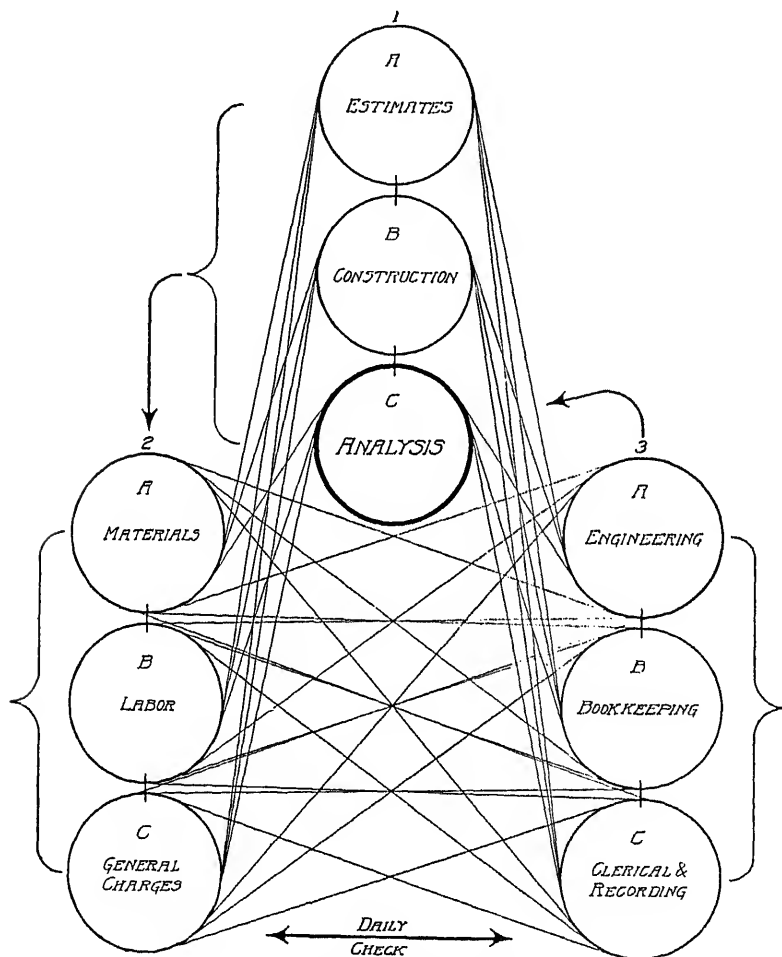 1
A
ESTIMATES
B
CONSTRUCTION
C
ANALYSIS
2
A
MATERIALS
B
LABOR
C
GENERAL
CHARGES
3
A
ENGINEERING
B
BOOKKEEPING
C
CLERICAL &
RECORDING
DAILY
CHECK